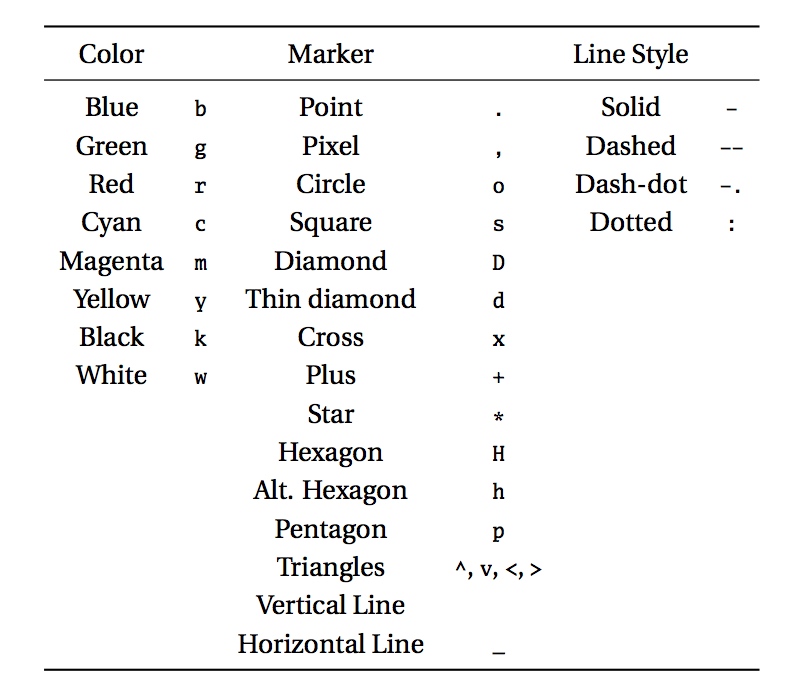 Color Marker Line Style
Blue b Point . Solid -
Green g Pixel , Dashed --
Red r Circle o Dash-dot -.
Cyan c Square s Dotted :
Magenta m Diamond D
Yellow y Thin diamond d
Black k Cross x
White w Plus +
Star *
Hexagon H
Alt. Hexagon h
Pentagon p
Triangles ^, v, <, >
Vertical Line
Horizontal Line _